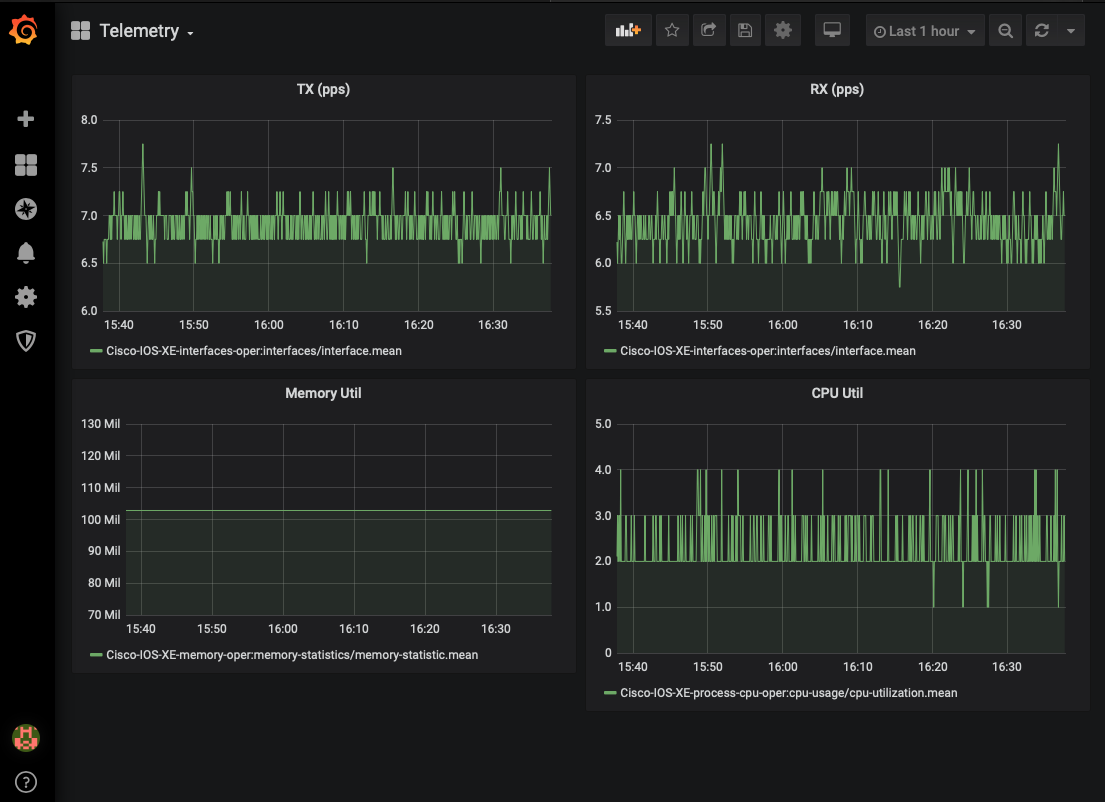 Telemetry
Last 1 hour
TX (pps)
8.0
7.5
7.0
6.5
6.0
15:40 15:50 16:00 16:10 16:20 16:30
Cisco-IOS-XE-interfaces-oper:interfaces/interface.mean
RX (pps)
7.5
7.0
6.5
6.0
5.5
15:40 15:50 16:00 16:10 16:20 16:30
Cisco-IOS-XE-interfaces-oper:interfaces/interface.mean
Memory Util
130 Mil
120 Mil
110 Mil
100 Mil
90 Mil
80 Mil
70 Mil
15:40 15:50 16:00 16:10 16:20 16:30
Cisco-IOS-XE-memory-oper:memory-statistics/memory-statistic.mean
CPU Util
5.0
4.0
3.0
2.0
1.0
0
15:40 15:50 16:00 16:10 16:20 16:30
Cisco-IOS-XE-process-cpu-oper:cpu-usage/cpu-utilization.mean
?